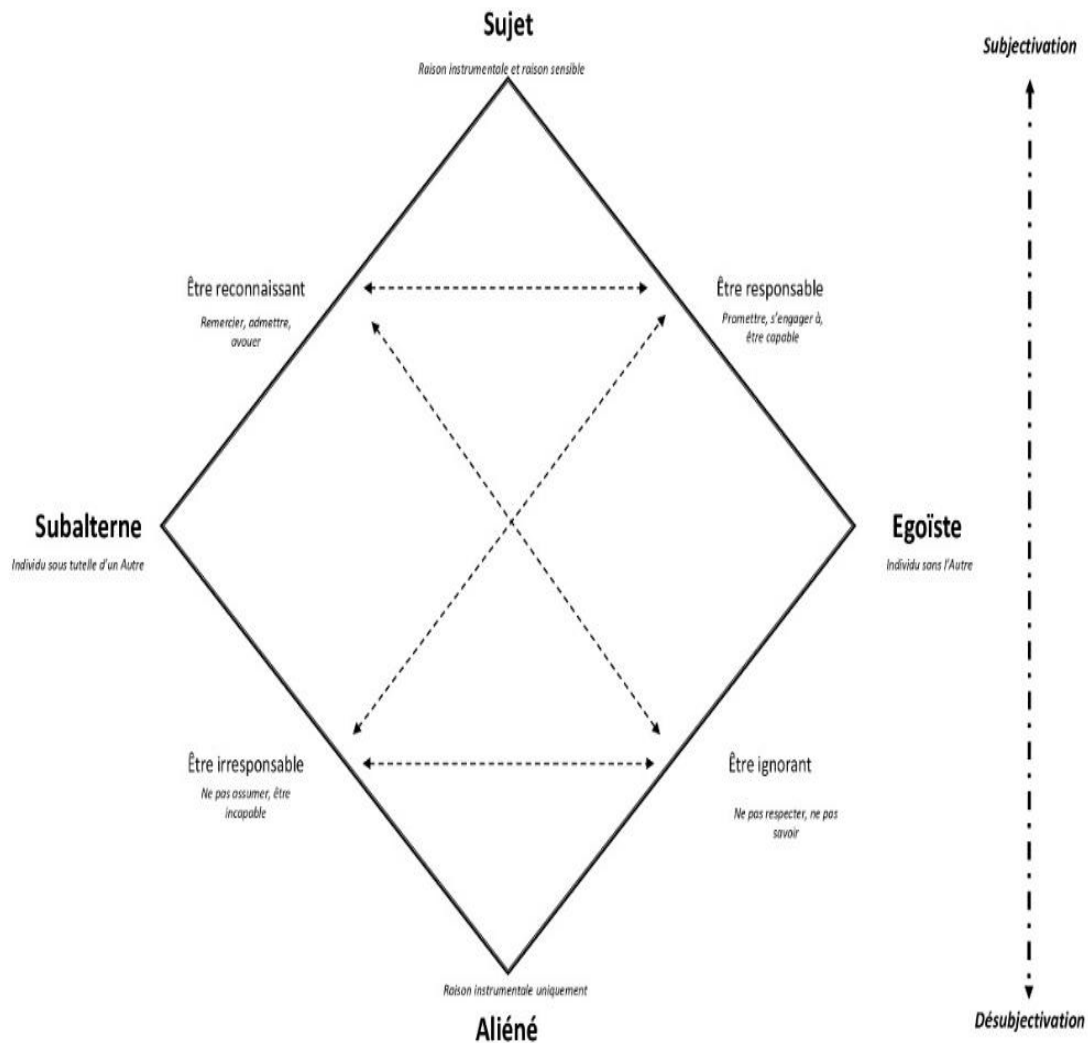 Sujet
Subjectivation
Raison instrumentale et raison sensible
Être reconnaissant
Remercier, admettre,
avouer
Être responsable
Promettre, s'engager à,
être capable
Subalterne
Individu sous tutelle d'un Autre
Egoïste
Individu sans l'Autre
Être irresponsable
Ne pas assumer, être
incapable
Être ignorant
Ne pas respecter, ne pas
savoir
Raison instrumentale uniquement
Aliéné
Désubjectivation